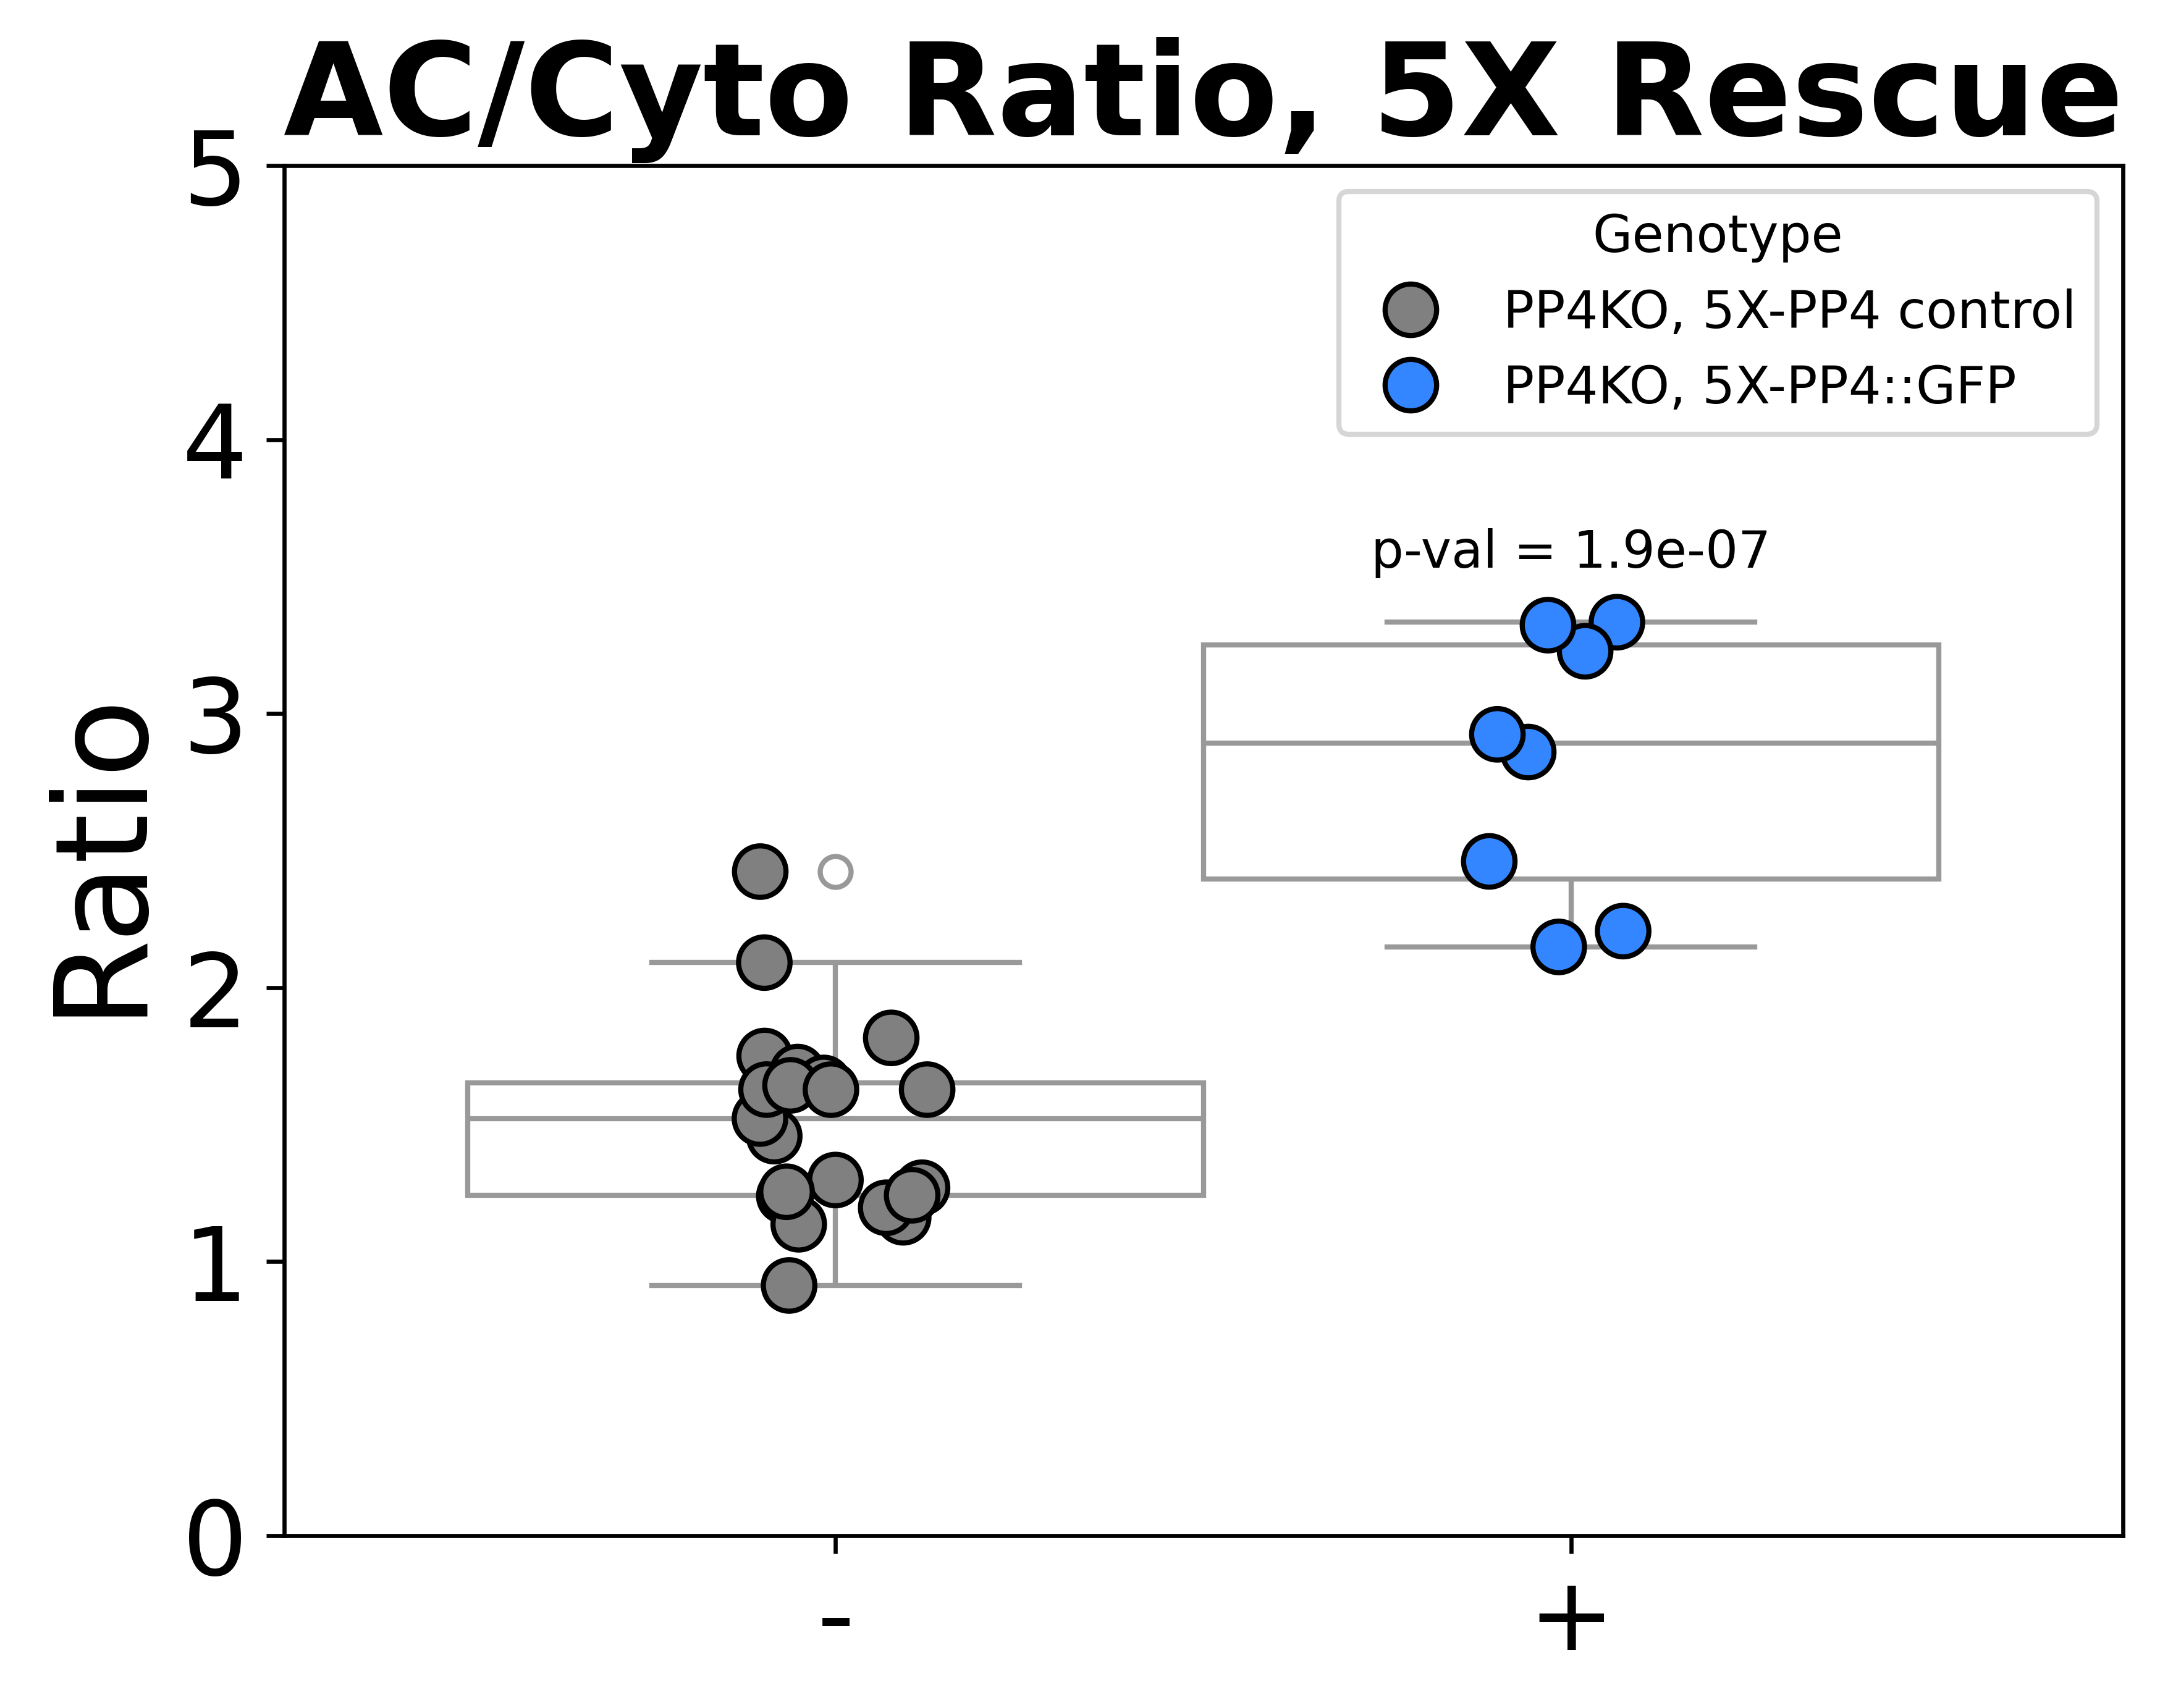 AC/Cyto Ratio, 5X Rescue
5
4
3
2
1
0
Ratio
Genotype
PP4KO, 5X-PP4 control
PP4KO, 5X-PP4::GFP
p-val = 1.9e-07
-
+